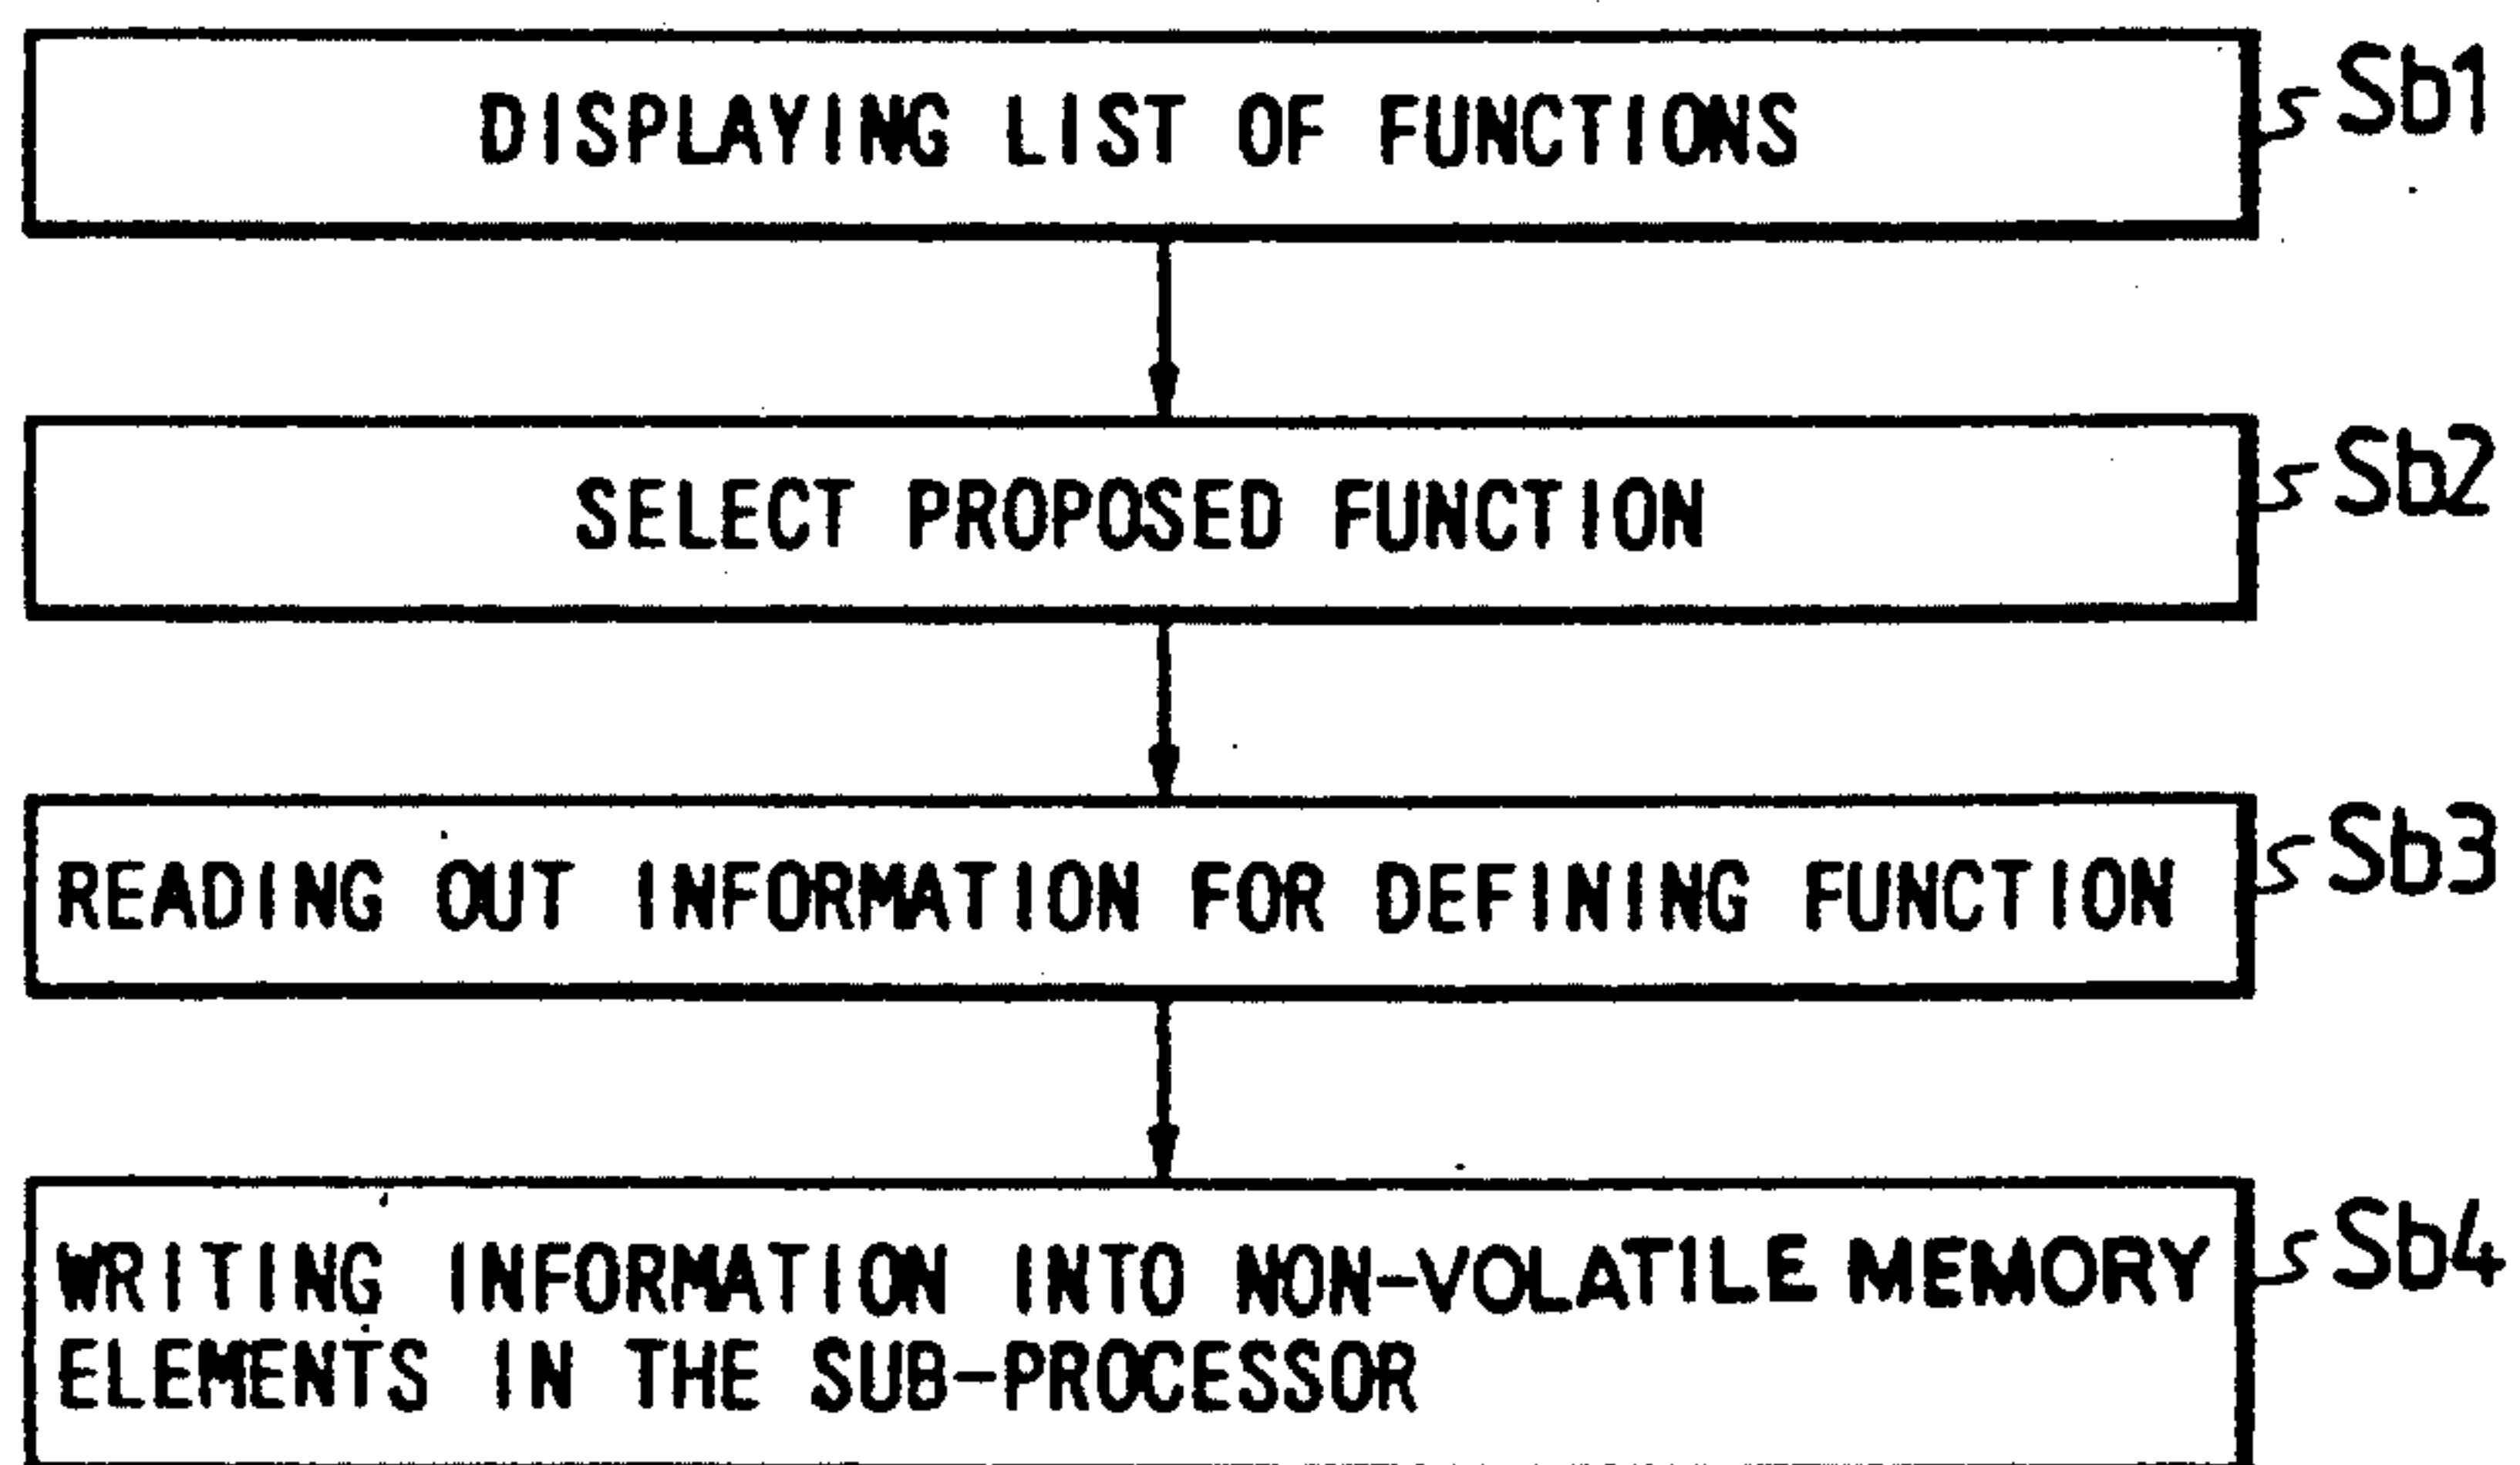 DISPLAYING LIST OF FUNCTIONS Sb1
SELECT PROPOSED FUNCTION Sb2
READING OUT INFORMATION FOR DEFINING FUNCTION Sb3
WRITING INFORMATION INTO NON-VOLATILE MEMORY Sb4
ELEMENTS IN THE SUB-PROCESSOR